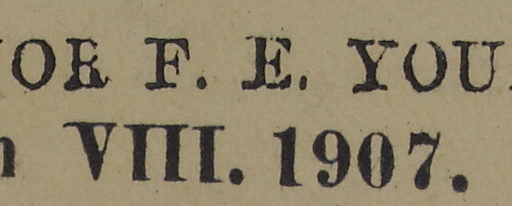 OR F. E. YOU
VIII. 1907.